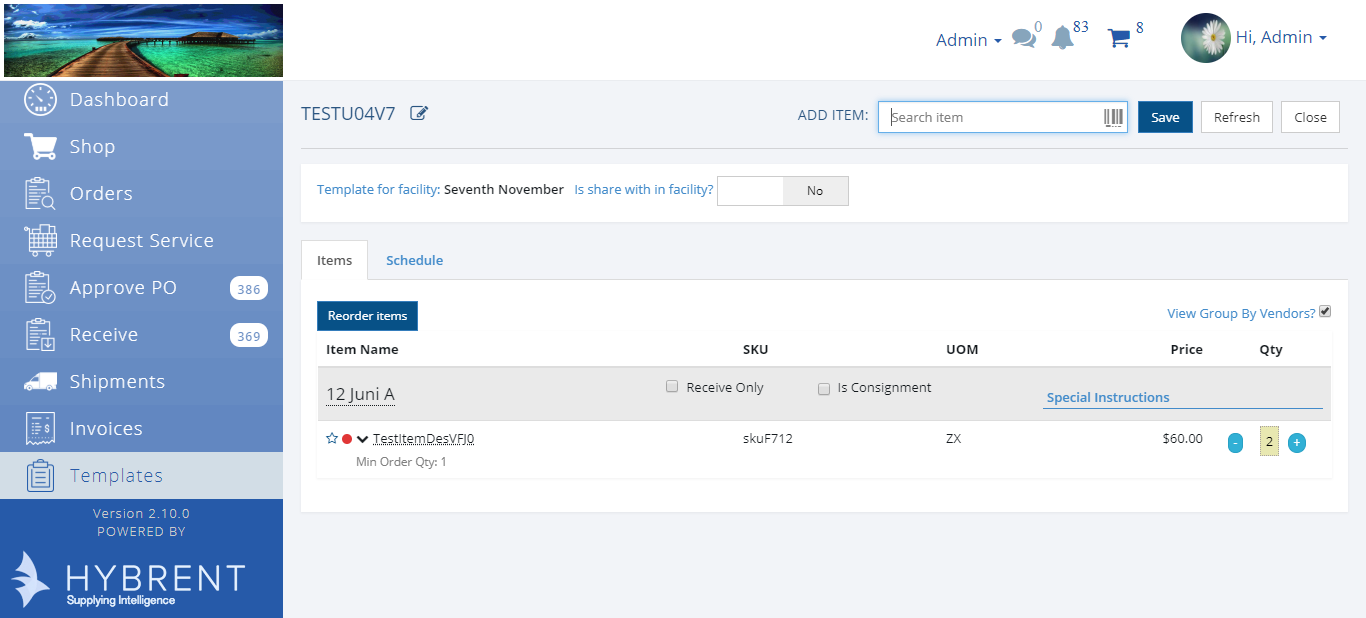 Admin 0 83 8 Hi, Admin
Dashboard
Shop
Orders
Request Service
Approve PO 386
Receive 369
Shipments
Invoices
Templates
Version 2.10.0
POWERED BY
HYBRENT
Supplying Intelligence
TESTU04V7 ADD ITEM: Search item Save Refresh Close
Template for facility: Seventh November Is share with in facility? No
Items Schedule
Reorder items View Group By Vendors?
Item Name SKU UOM Price Qty
12 Juni A Receive Only Is Consignment Special Instructions
TestItemDesVFJ0 skuF712 ZX $60.00 - 2 +
Min Order Qty: 1